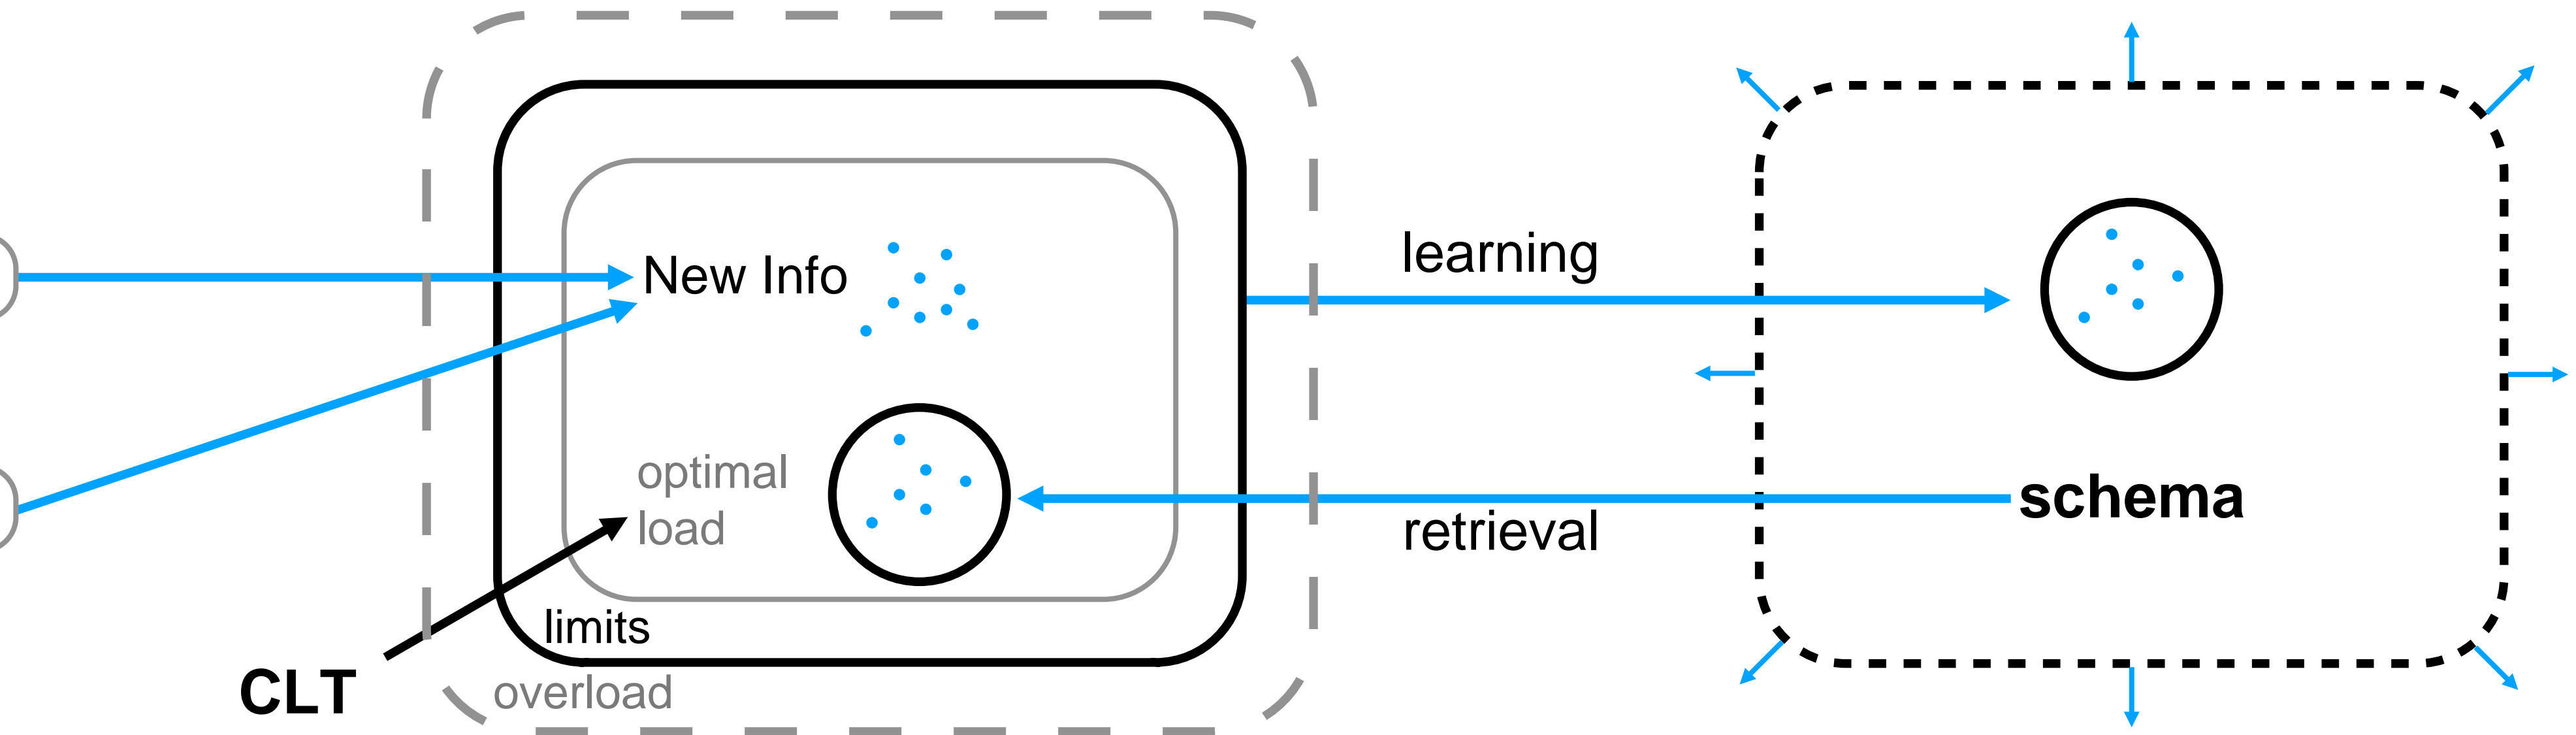 New Info
optimal
load
limits
overload
CLT
learning
retrieval
schema